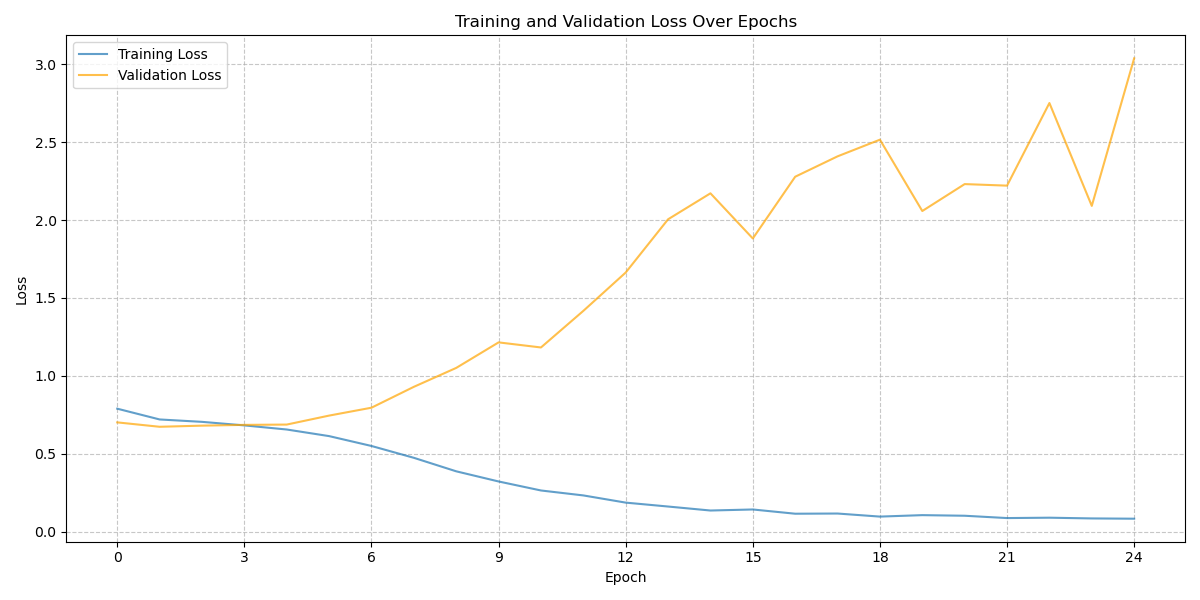 Training and Validation Loss Over Epochs
Training Loss
Validation Loss
3.0
2.5
2.0
1.5
1.0
0.5
0.0
Loss
0 3 6 9 12 15 18 21 24
Epoch